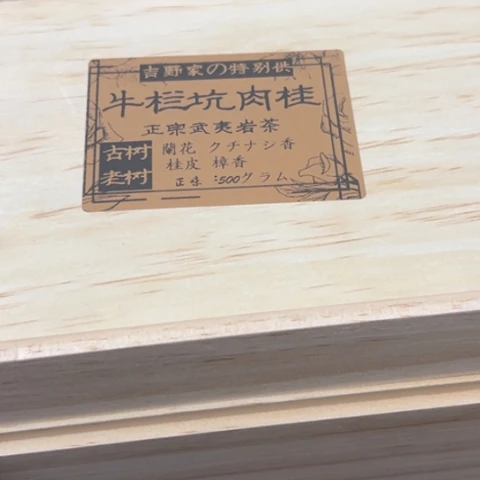 吉野家の特别供
牛栏坑肉桂
正宗武夷岩茶
古树 蘭花 クチナシ香
老树 桂皮 樟香
正味:500グラム